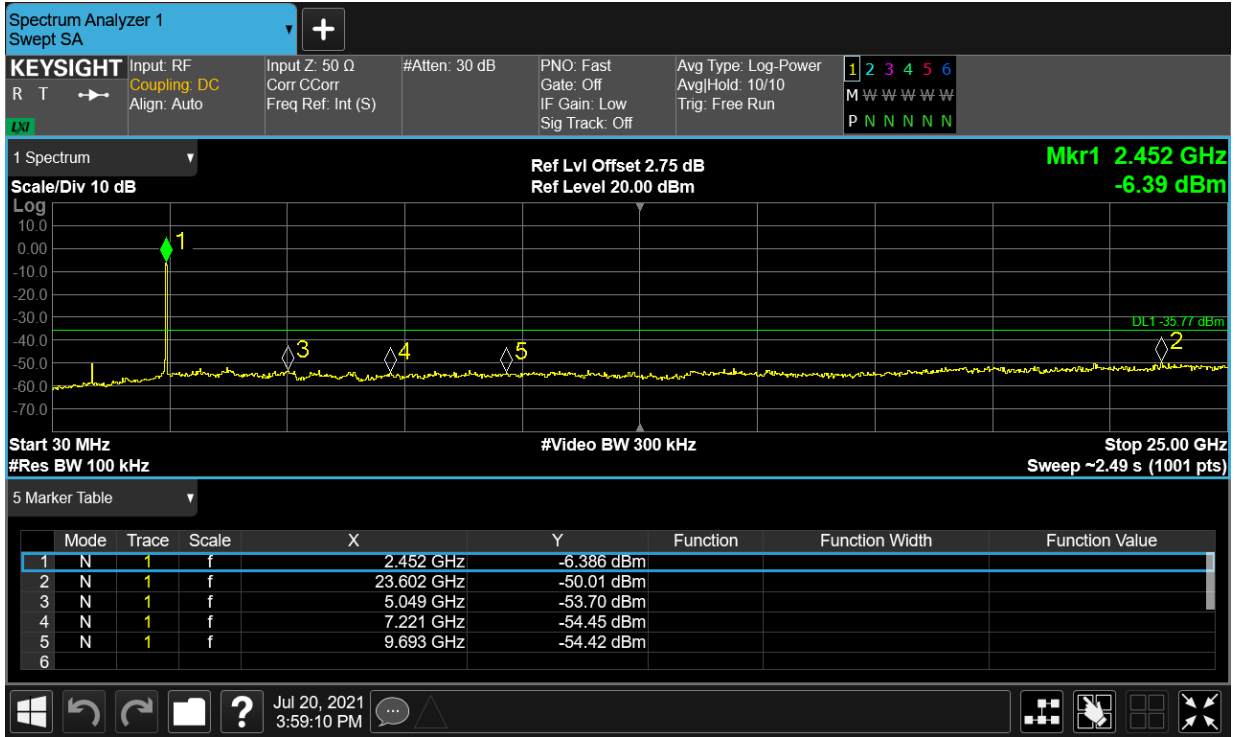 Spectrum Analyzer 1
Swept SA
KEYSIGHT Input: RF Input Z: 50 Ω #Atten: 30 dB PNO: Fast Avg Type: Log-Power 1 2 3 4 5 6
R T Coupling: DC Corr CCorr Gate: Off Avg|Hold: 10/10 M W W W W W
Align: Auto Freq Ref: Int (S) IF Gain: Low Trig: Free Run
LXI Sig Track: Off P N N N N N
1 Spectrum Ref Lvl Offset 2.75 dB Mkr1 2.452 GHz
Scale/Div 10 dB Ref Level 20.00 dBm -6.39 dBm
Log
10.0
1
0.00
-10.0
-20.0
-30.0
DL1 -35.77 dBm
-40.0
3 4 5 2
-50.0
-60.0
-70.0
Start 30 MHz #Video BW 300 kHz Stop 25.00 GHz
#Res BW 100 kHz Sweep ~2.49 s (1001 pts)
5 Marker Table
Mode Trace Scale X Y Function Function Width Function Value
1 N 1 f 2.452 GHz -6.386 dBm
2 N 1 f 23.602 GHz -50.01 dBm
3 N 1 f 5.049 GHz -53.70 dBm
4 N 1 f 7.221 GHz -54.45 dBm
5 N 1 f 9.693 GHz -54.42 dBm
6
? Jul 20, 2021
3:59:10 PM